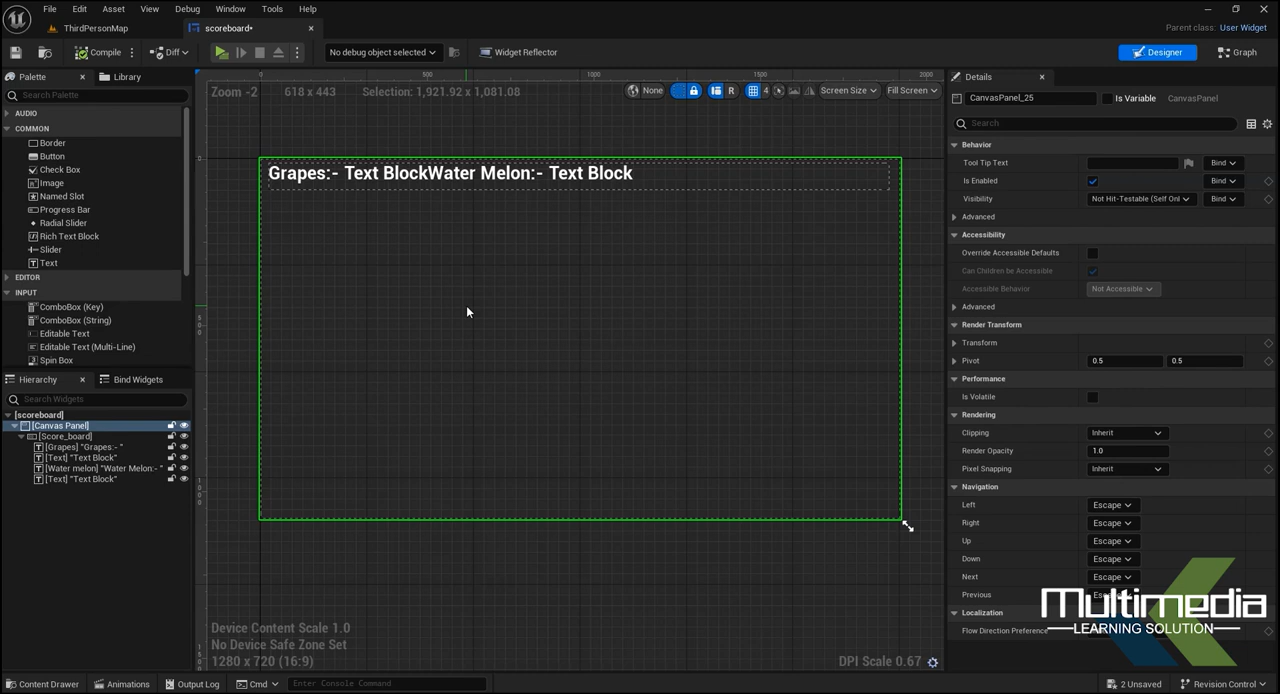 File Edit Asset View Debug Window Tools Help
ThirdPersonMap
scoreboard•
Parent class: User Widget
Compile
Diff
No debug object selected
Widget Reflector
Designer
Graph
Palette
Library
Search Palette
AUDIO
COMMON
Border
Button
Check Box
Image
Named Slot
Progress Bar
Radial Slider
Rich Text Block
Slider
Text
EDITOR
INPUT
ComboBox (Key)
ComboBox (String)
Editable Text
Editable Text (Multi-Line)
Spin Box
Hierarchy
Bind Widgets
Search Widgets
[scoreboard]
[Canvas Panel]
[Score_board]
[Grapes] "Grapes:- "
[Text] "Text Block"
[Water melon] "Water Melon:- "
[Text] "Text Block"
0 500 1000 1500 2000
Zoom -2
618 x 443
Selection: 1,921.92 x 1,081.08
None
R
4
Screen Size
Fill Screen
0
500
1000
Grapes:- Text BlockWater Melon:- Text Block
Device Content Scale 1.0
No Device Safe Zone Set
1280 x 720 (16:9)
DPI Scale 0.67
Details
CanvasPanel_25
Is Variable
CanvasPanel
Search
Behavior
Tool Tip Text
Bind
Is Enabled
Bind
Visibility
Not Hit-Testable (Self Onl
Bind
Advanced
Accessibility
Override Accessible Defaults
Can Children be Accessible
Accessible Behavior
Not Accessible
Advanced
Render Transform
Transform
Pivot
0.5
0.5
Performance
Is Volatile
Rendering
Clipping
Inherit
Render Opacity
1.0
Pixel Snapping
Inherit
Navigation
Left
Escape
Right
Escape
Up
Escape
Down
Escape
Next
Escape
Previous
Localization
Flow Direction Preference
Multimedia
LEARNING SOLUTION
Content Drawer
Animations
Output Log
Cmd
Enter Console Command
2 Unsaved
Revision Control